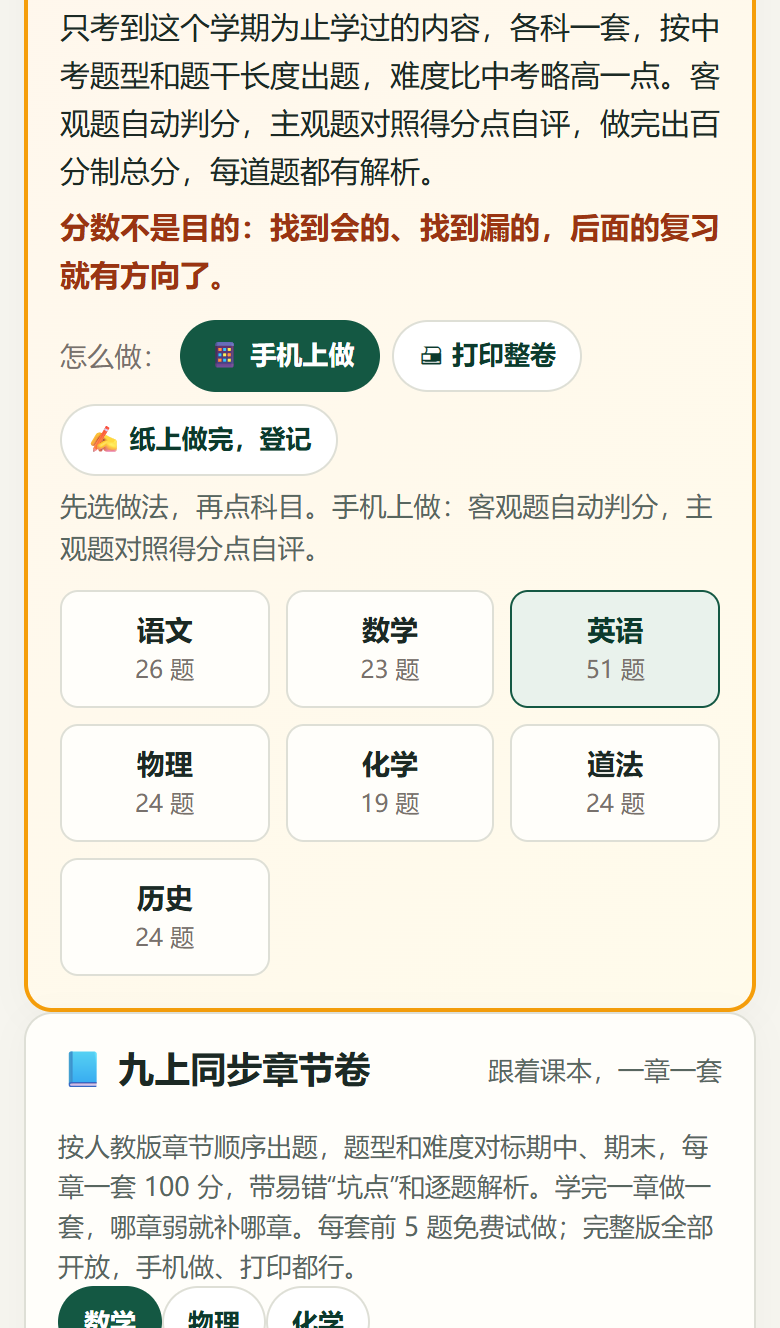 只考到这个学期为止学过的内容，各科一套，按中
考题型和题干长度出题，难度比中考略高一点。客
观题自动判分，主观题对照得分点自评，做完出百
分制总分，每道题都有解析。
分数不是目的：找到会的、找到漏的，后面的复习
就有方向了。
怎么做： 手机上做 打印整卷
纸上做完，登记
先选做法，再点科目。手机上做：客观题自动判分，主
观题对照得分点自评。
语文 数学 英语
26 题 23 题 51 题
物理 化学 道法
24 题 19 题 24 题
历史
24 题
九上同步章节卷 跟着课本，一章一套
按人教版章节顺序出题，题型和难度对标期中、期末，每
章一套 100 分，带易错“坑点”和逐题解析。学完一章做一
套，哪章弱就补哪章。每套前 5 题免费试做；完整版全部
开放，手机做、打印都行。
数学 物理 化学